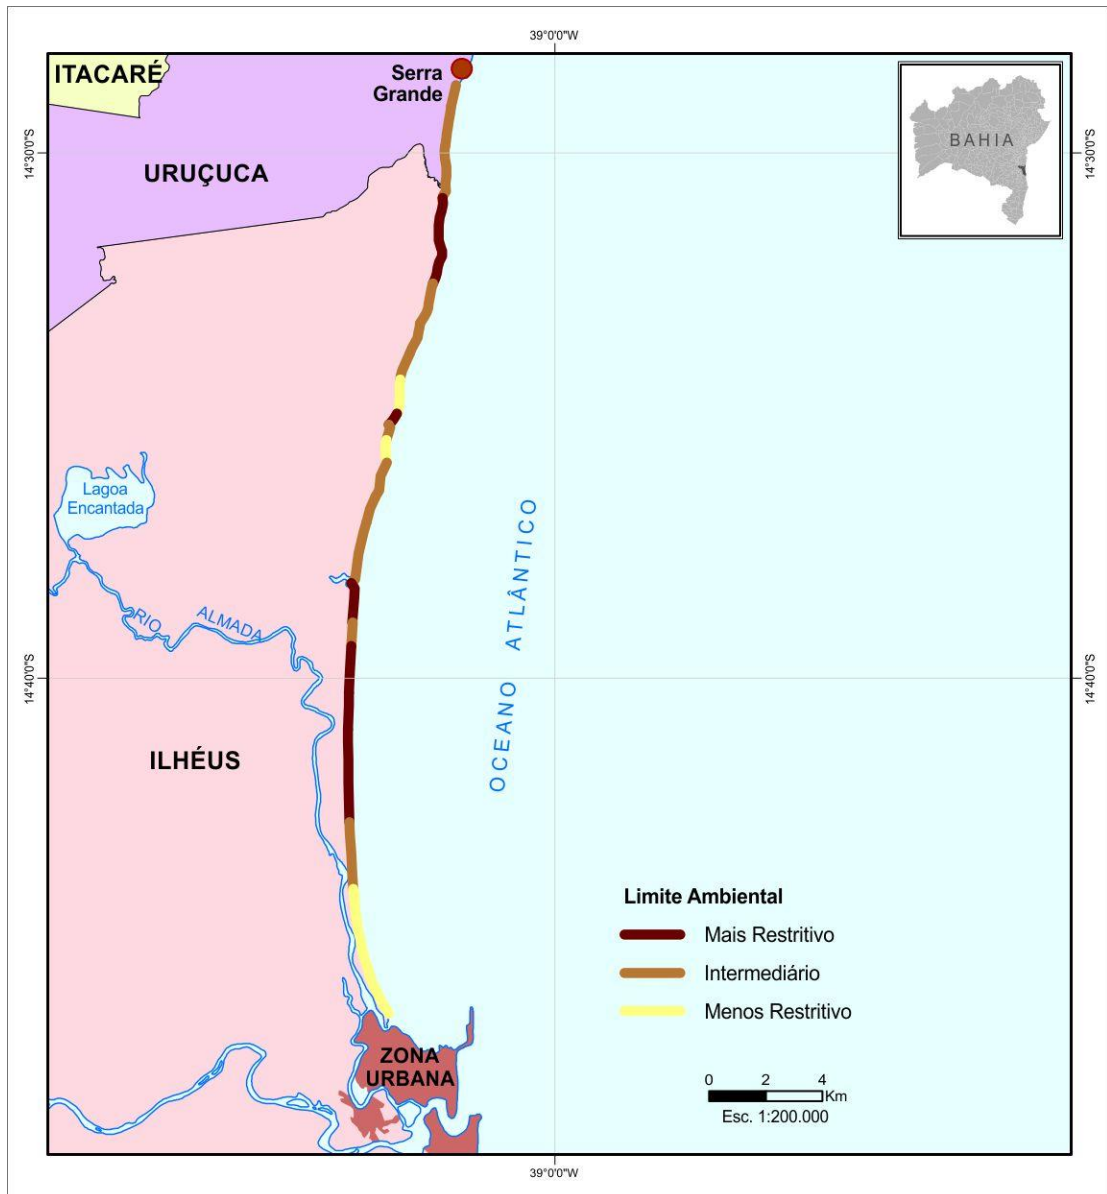 39°0'0"W
ITACARÉ
Serra
Grande
BAHIA
14°30'0"S
14°30'0"S
URUÇUCA
Lagoa
Encantada
RIO ALMADA
OCEANO ATLÂNTICO
14°40'0"S
14°40'0"S
ILHÉUS
Limite Ambiental
Mais Restritivo
Intermediário
Menos Restritivo
ZONA
URBANA
0 2 4
Km
Esc. 1:200.000
39°0'0"W